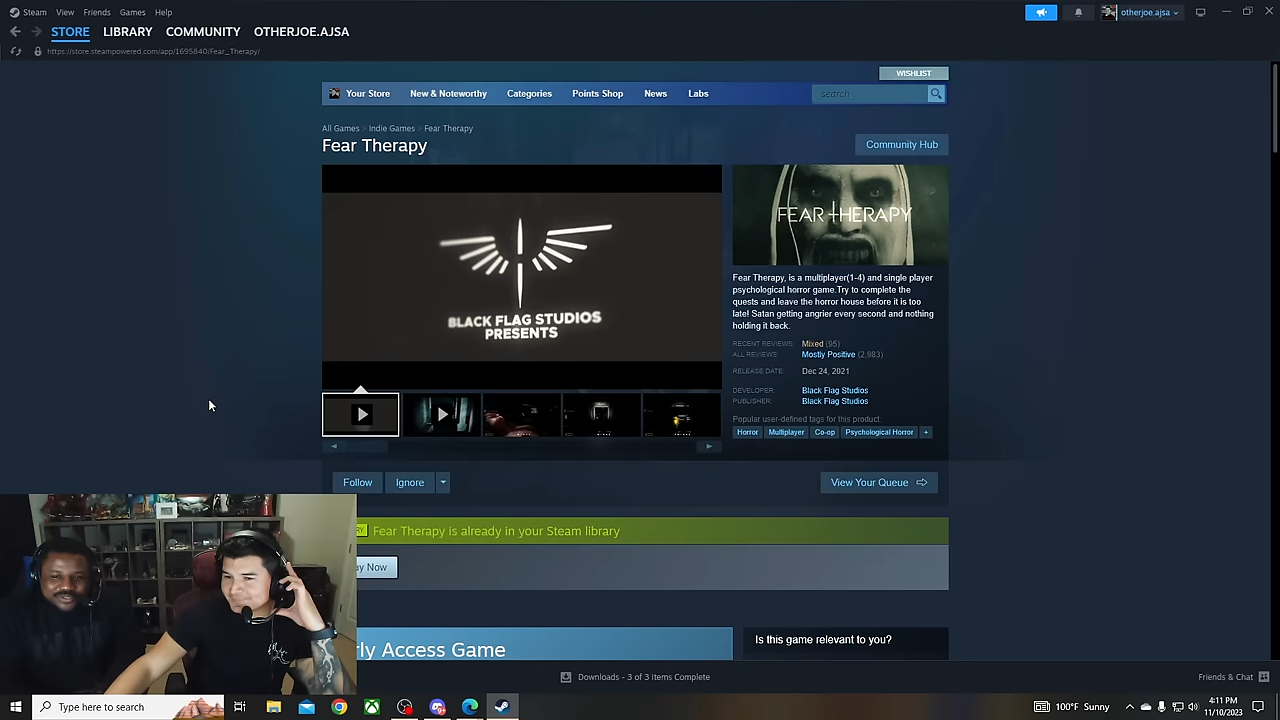 Steam View Friends Games Help
otherjoe.ajsa
STORE LIBRARY COMMUNITY OTHERJOE.AJSA
https://store.steampowered.com/app/1695840/Fear_Therapy/
WISHLIST
Your Store New & Noteworthy Categories Points Shop News Labs
search
All Games > Indie Games > Fear Therapy
Fear Therapy
Community Hub
BLACK FLAG STUDIOS
PRESENTS
FEAR THERAPY
Fear Therapy, is a multiplayer(1-4) and single player
psychological horror game.Try to complete the
quests and leave the horror house before it is too
late! Satan getting angrier every second and nothing
holding it back.
RECENT REVIEWS: Mixed (95)
ALL REVIEWS: Mostly Positive (2,983)
RELEASE DATE: Dec 24, 2021
DEVELOPER: Black Flag Studios
PUBLISHER: Black Flag Studios
Popular user-defined tags for this product:
Horror Multiplayer Co-op Psychological Horror +
Follow Ignore
View Your Queue
Fear Therapy is already in your Steam library
ay Now
rly Access Game
Is this game relevant to you?
Downloads - 3 of 3 Items Complete
Friends & Chat
Type here to search
100°F Sunny
4:11 PM
11/10/2023